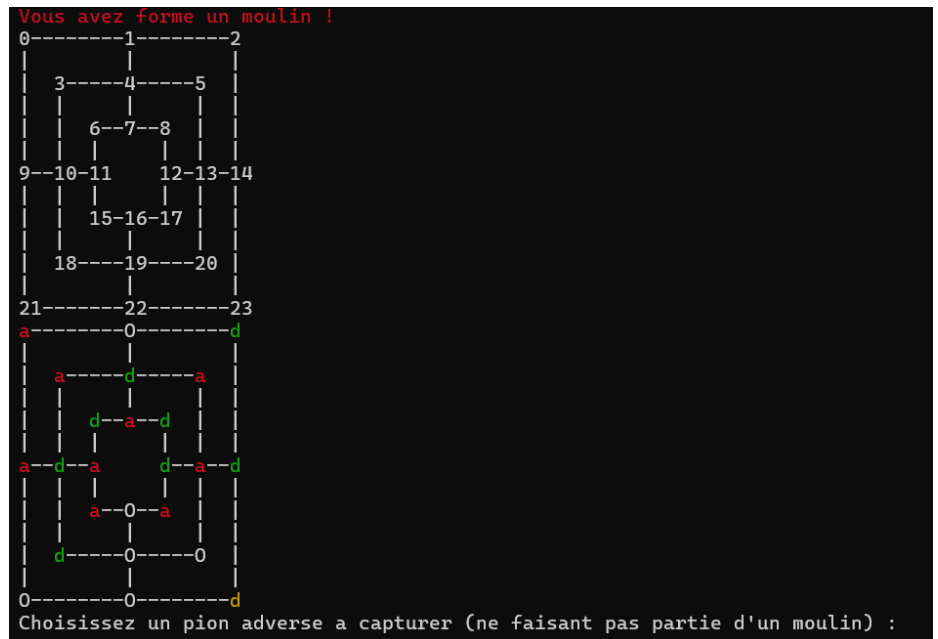 Vous avez forme un moulin !
0--------1--------2
|        |        |
|  3-----4-----5  |
|  |     |     |  |
|  |  6--7--8  |  |
|  |  |     |  |  |
9--10-11    12-13-14
|  |  |     |  |  |
|  |  15-16-17 |  |
|  |     |     |  |
|  18----19----20 |
|        |        |
21-------22-------23
a--------O--------d
|        |        |
|  a-----d-----a  |
|  |     |     |  |
|  |  d--a--d  |  |
|  |  |     |  |  |
a--d--a     d--a--d
|  |  |     |  |  |
|  |  a--O--a  |  |
|  |     |     |  |
|  d-----O-----O  |
|        |        |
O--------O--------d
Choisissez un pion adverse a capturer (ne faisant pas partie d'un moulin) :